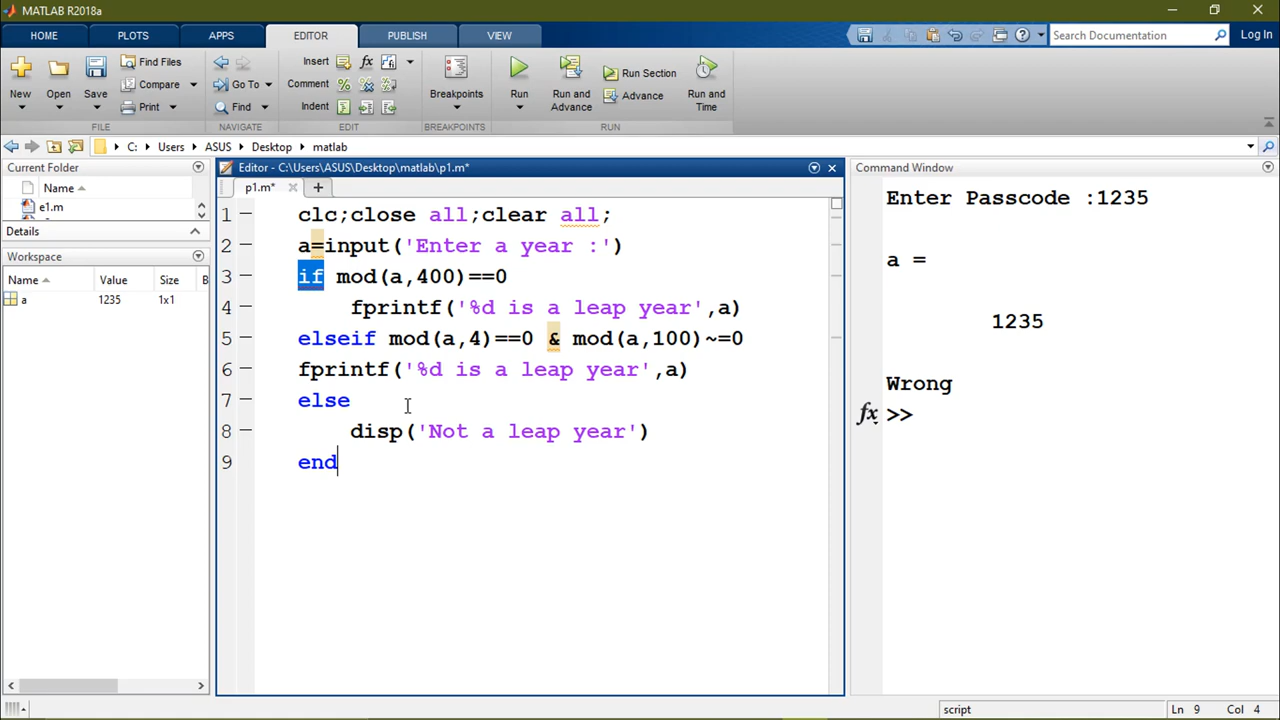 MATLAB R2018a
HOME PLOTS APPS EDITOR PUBLISH VIEW Search Documentation Log In
New Open Save Find Files Compare Print Go To Find Insert fx Comment Indent Breakpoints Run Run and Advance Run Section Advance Run and Time
FILE NAVIGATE EDIT BREAKPOINTS RUN
C: Users ASUS Desktop matlab
Current Folder
Name
e1.m
Details
Workspace
Name Value Size B
a 1235 1x1
Editor - C:\Users\ASUS\Desktop\matlab\p1.m*
p1.m* +
1 clc;close all;clear all;
2 a=input('Enter a year :')
3 if mod(a,400)==0
4 fprintf('%d is a leap year',a)
5 elseif mod(a,4)==0 & mod(a,100)~=0
6 fprintf('%d is a leap year',a)
7 else
8 disp('Not a leap year')
9 end
Command Window
Enter Passcode :1235
a =
1235
Wrong
fx >>
script Ln 9 Col 4